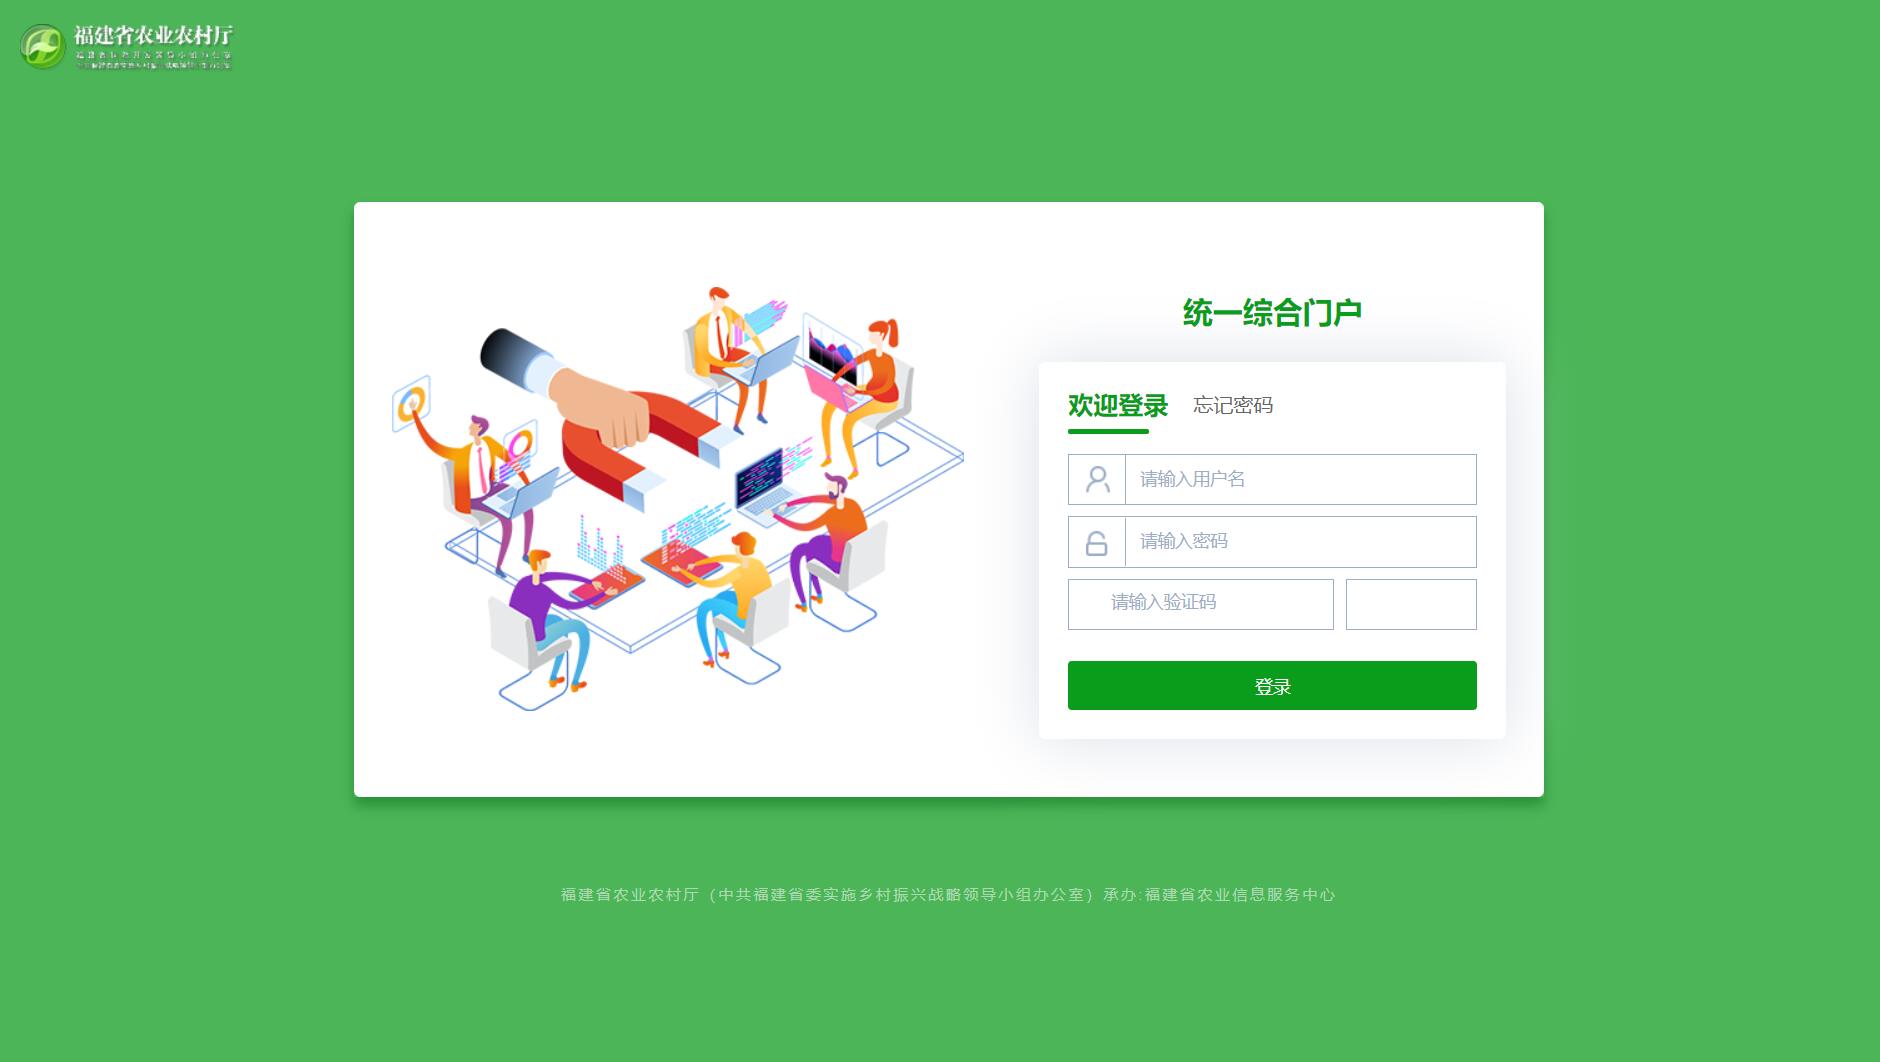 福建省农业农村厅
统一综合门户
欢迎登录 忘记密码
请输入用户名
请输入密码
请输入验证码
登录
福建省农业农村厅（中共福建省委实施乡村振兴战略领导小组办公室）承办:福建省农业信息服务中心